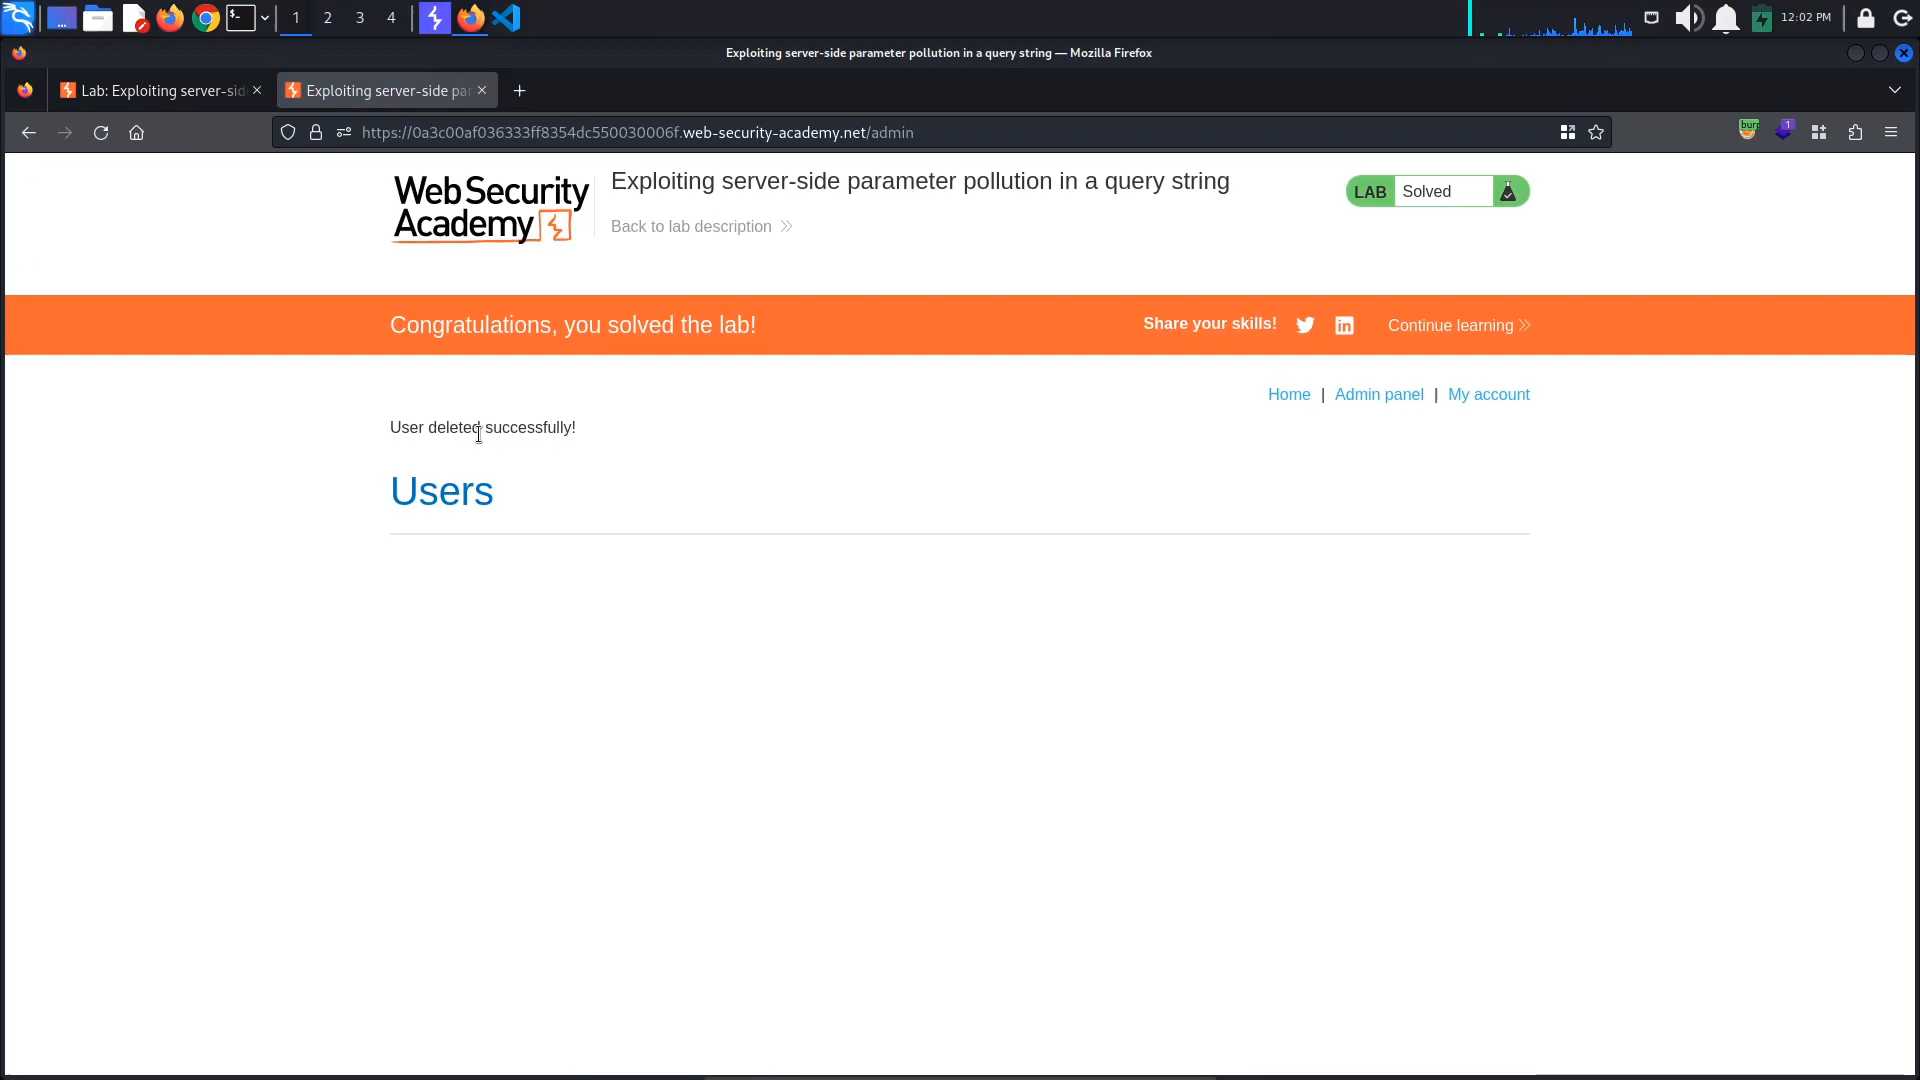 1 2 3 4 12:02 PM
Exploiting server-side parameter pollution in a query string — Mozilla Firefox
Lab: Exploiting server-sid
Exploiting server-side par
https://0a3c00af036333ff8354dc550030006f.web-security-academy.net/admin
burp
1
Web Security
Academy
Exploiting server-side parameter pollution in a query string
Back to lab description
LAB Solved
Congratulations, you solved the lab!
Share your skills!
Continue learning
Home | Admin panel | My account
User deleted successfully!
Users